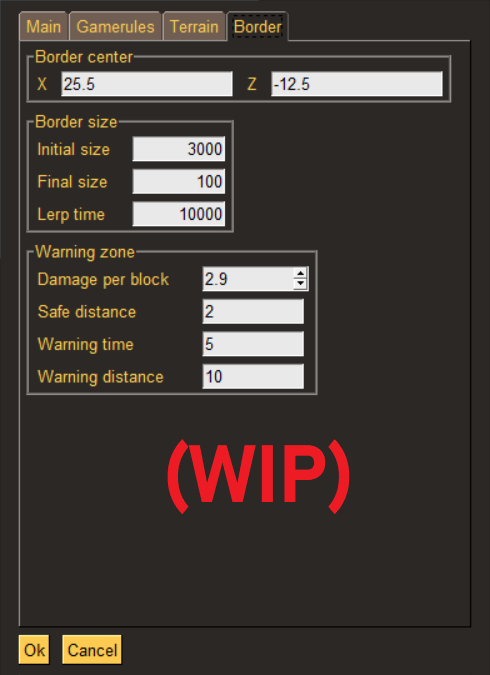 Main Gamerules Terrain Border
Border center
X 25.5 Z -12.5
Border size
Initial size 3000
Final size 100
Lerp time 10000
Warning zone
Damage per block 2.9
Safe distance 2
Warning time 5
Warning distance 10
(WIP)
Ok Cancel